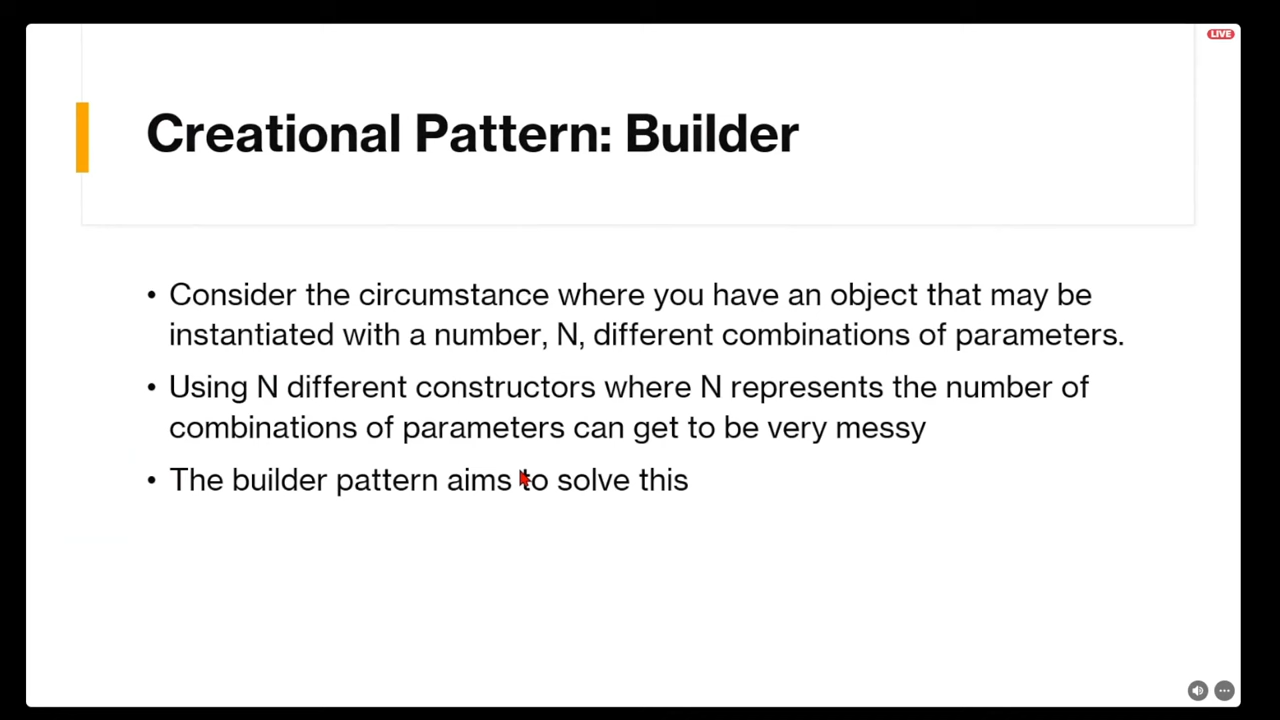 LIVE
Creational Pattern: Builder
• Consider the circumstance where you have an object that may be
instantiated with a number, N, different combinations of parameters.
• Using N different constructors where N represents the number of
combinations of parameters can get to be very messy
• The builder pattern aims to solve this